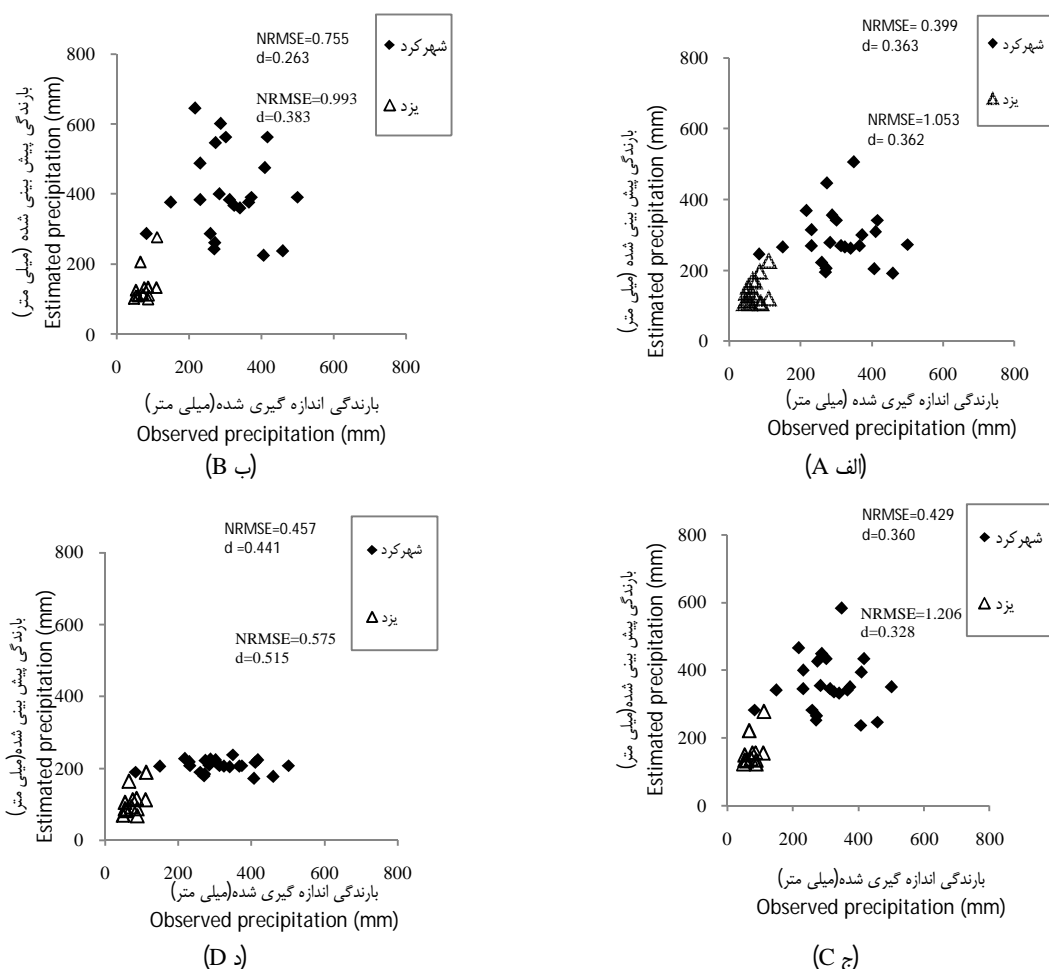 NRMSE=0.755
d=0.263
NRMSE=0.993
d=0.383
شهرکرد
یزد
بارندگی پیش بینی شده (میلی متر)
Estimated precipitation (mm)
800
600
400
200
0
0 200 400 600 800
بارندگی اندازه گیری شده(میلی متر)
Observed precipitation (mm)
(B ب
NRMSE= 0.399
d= 0.363
NRMSE=1.053
d= 0.362
شهرکرد
یزد
بارندگی پیش بینی شده (میلی متر)
Estimated precipitation (mm)
800
600
400
200
0
0 200 400 600 800
بارندگی اندازه گیری شده (میلی متر)
Observed precipitation (mm)
(A الف
NRMSE=0.457
d =0.441
NRMSE=0.575
d=0.515
شهرکرد
یزد
بارندگی پیش بینی شده(میلی متر)
Estimated precipitation (mm)
800
600
400
200
0
0 200 400 600 800
بارندگی اندازه گیری شده(میلی متر)
Observed precipitation (mm)
(D د
NRMSE=0.429
d=0.360
NRMSE=1.206
d=0.328
شهرکرد
یزد
بارندگی پیش بینی شده(میلی متر)
Estimated precipitation (mm)
800
600
400
200
0
0 200 400 600 800
بارندگی اندازه گیری شده(میلی متر)
Observed precipitation (mm)
(C ج